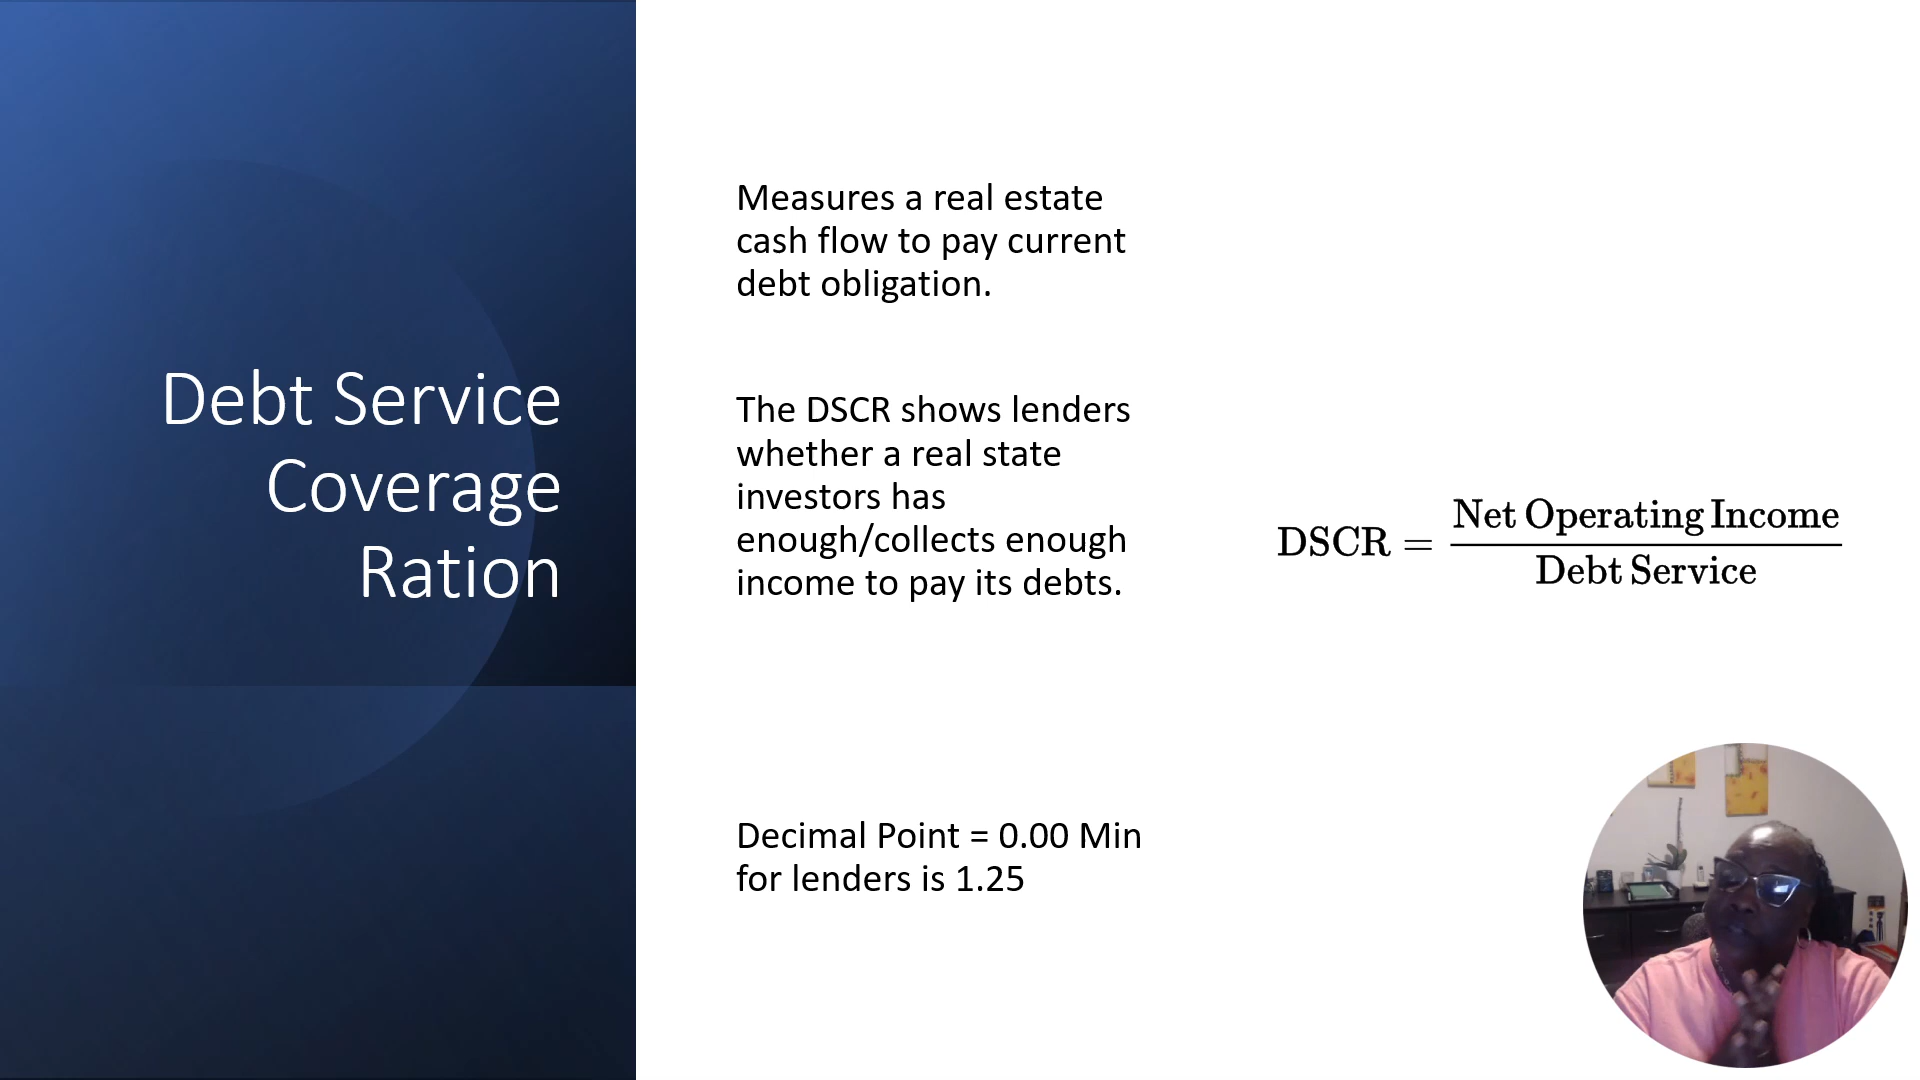 Debt Service
Coverage
Ration
Measures a real estate
cash flow to pay current
debt obligation.
The DSCR shows lenders
whether a real state
investors has
enough/collects enough
income to pay its debts.
DSCR = Net Operating Income
Debt Service
Decimal Point = 0.00 Min
for lenders is 1.25